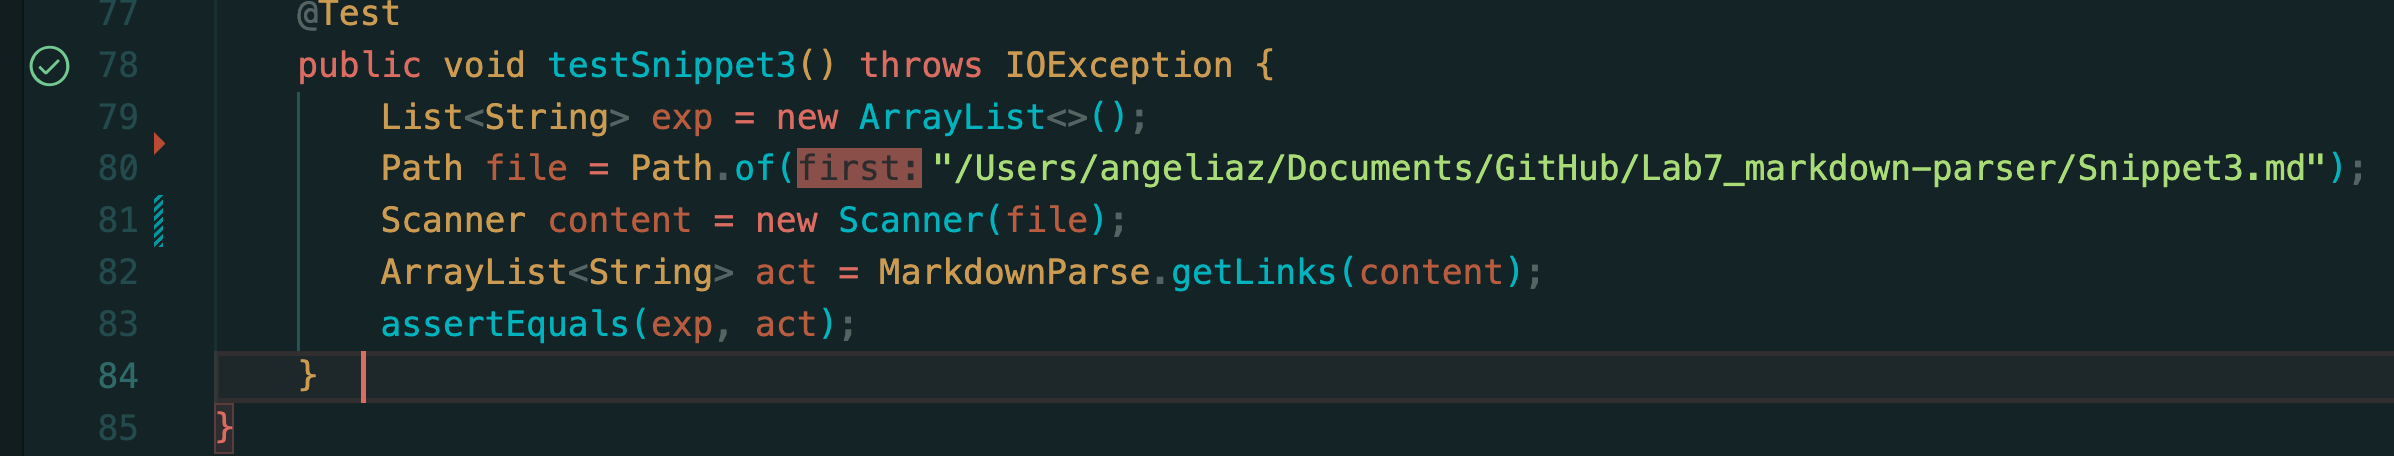 77 @Test
78 public void testSnippet3() throws IOException {
79 List<String> exp = new ArrayList<>();
80 Path file = Path.of(first: "/Users/angeliaz/Documents/GitHub/Lab7_markdown-parser/Snippet3.md");
81 Scanner content = new Scanner(file);
82 ArrayList<String> act = MarkdownParse.getLinks(content);
83 assertEquals(exp, act);
84 }
85 }